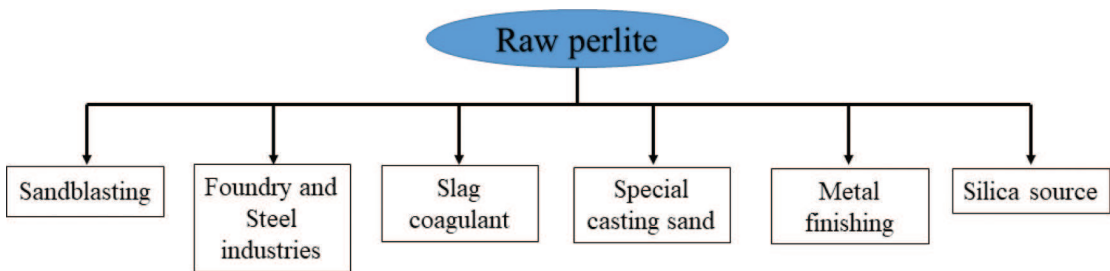 Raw perlite
Sandblasting
Foundry and
Steel
industries
Slag
coagulant
Special
casting sand
Metal
finishing
Silica source